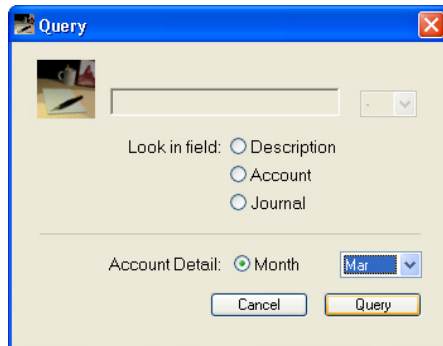 Query
-
Look in field: Description
Account
Journal
Account Detail: Month Mar
Cancel Query